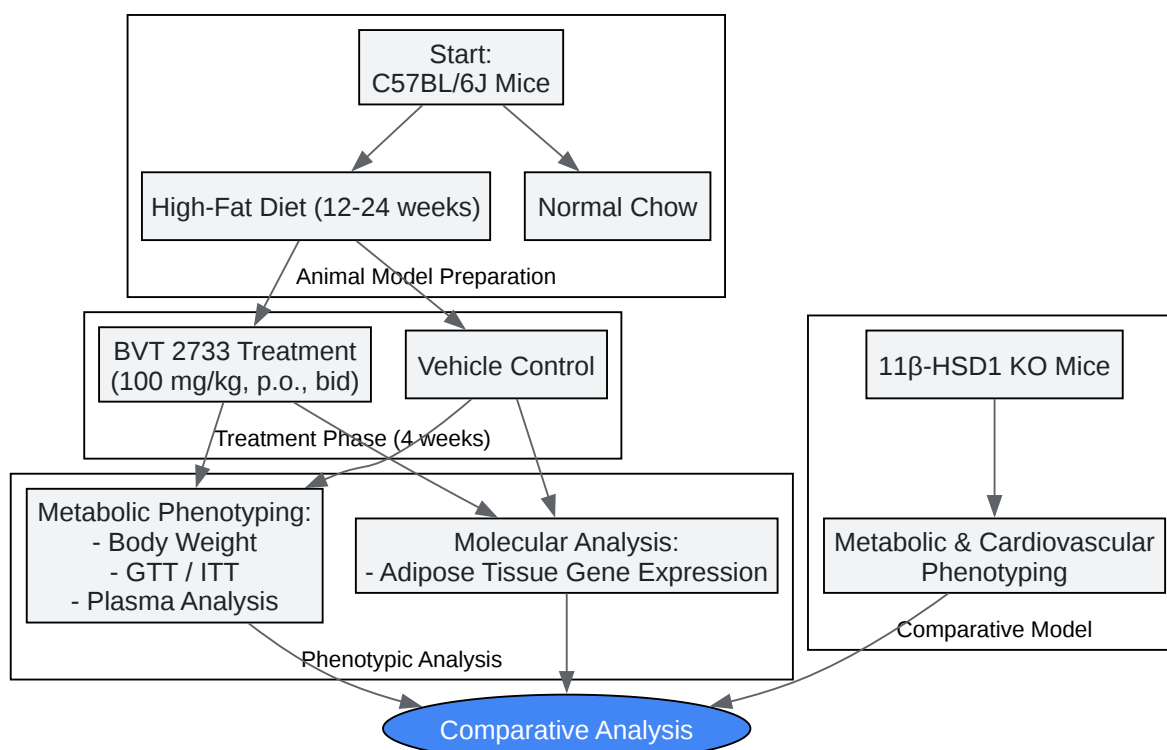 Start:
C57BL/6J Mice
High-Fat Diet (12-24 weeks)
Normal Chow
Animal Model Preparation
BVT 2733 Treatment
(100 mg/kg, p.o., bid)
Vehicle Control
11β-HSD1 KO Mice
Treatment Phase (4 weeks)
Metabolic Phenotyping:
- Body Weight
- GTT / ITT
- Plasma Analysis
Molecular Analysis:
- Adipose Tissue Gene Expression
Metabolic & Cardiovascular
Phenotyping
Comparative Model
Phenotypic Analysis
Comparative Analysis